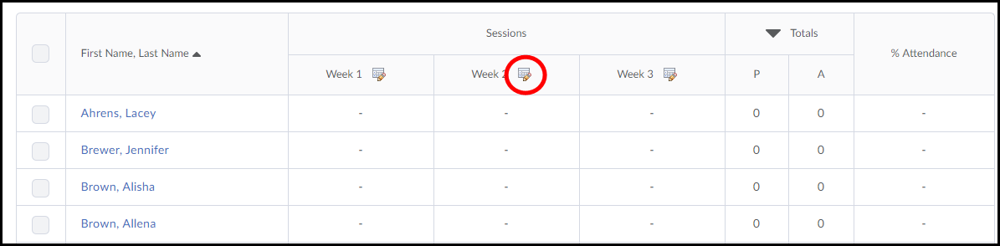 Sessions Totals
First Name, Last Name % Attendance
Week 1 Week 2 Week 3 P A
Ahrens, Lacey - - - 0 0 -
Brewer, Jennifer - - - 0 0 -
Brown, Alisha - - - 0 0 -
Brown, Allena - - - 0 0 -